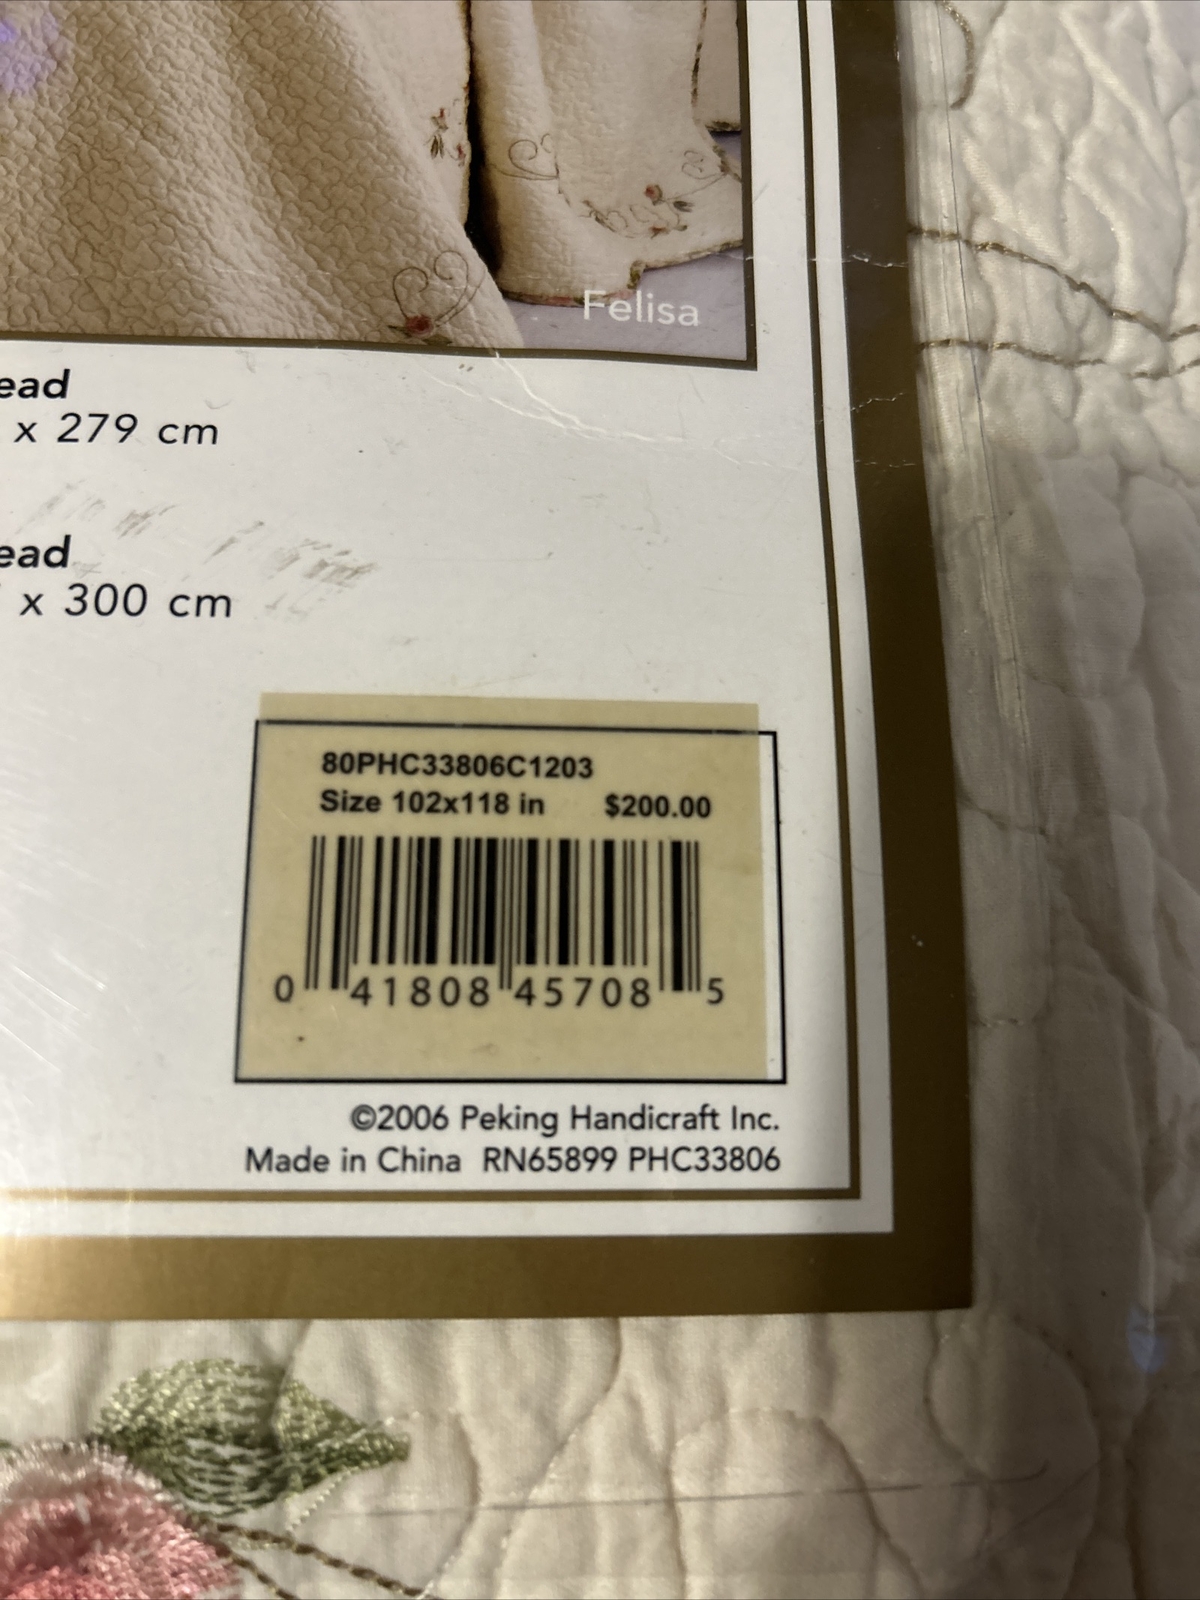 Felisa
ead
x 279 cm
ead
x 300 cm
80PHC33806C1203
Size 102x118 in $200.00
0 41808 45708 5
©2006 Peking Handicraft Inc.
Made in China RN65899 PHC33806